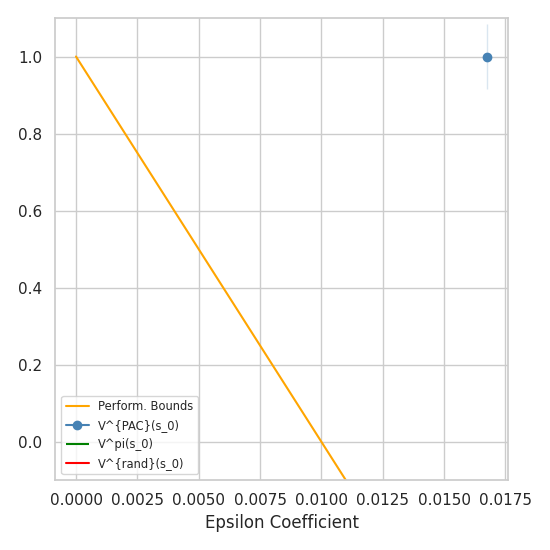 1.0
0.8
0.6
0.4
0.2
0.0
Perform. Bounds
V^{PAC}(s_0)
V^pi(s_0)
V^{rand}(s_0)
0.0000 0.0025 0.0050 0.0075 0.0100 0.0125 0.0150 0.0175
Epsilon Coefficient